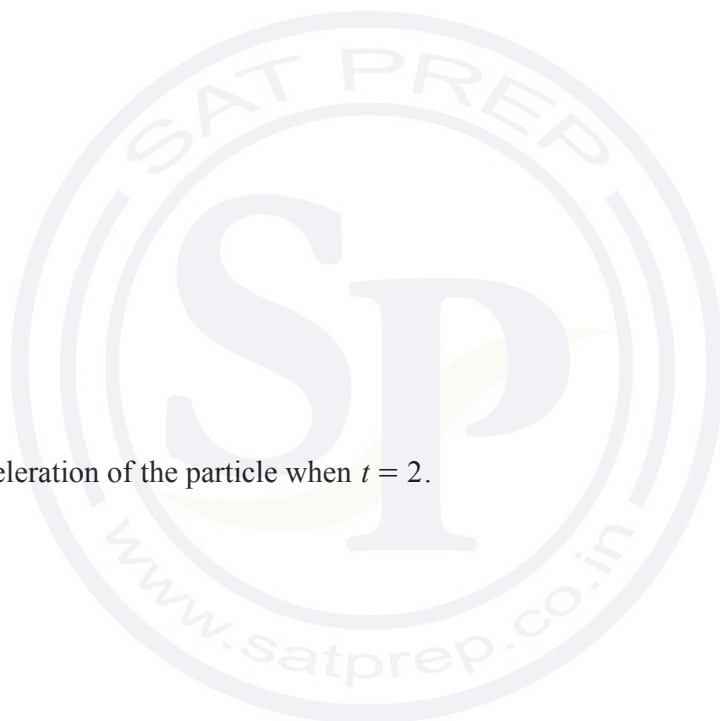 SAT PREP
SP
eleration of the particle when t = 2.
www.satprep.co.in